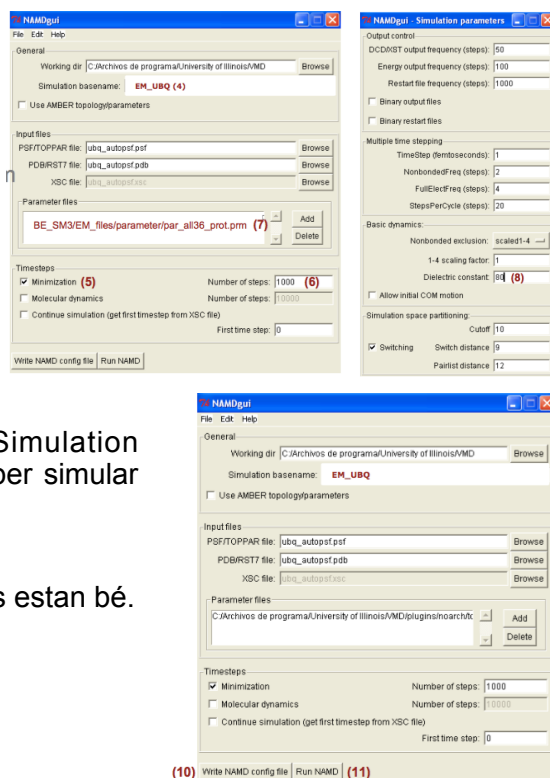 NAMDgui
File Edit Help
General
Working dir C:/Archivos de programa/University of Illinois/VMD Browse
Simulation basename: EM_UBQ (4)
Use AMBER topology/parameters
Input files
PSF/TOPPAR file: ubq_autopsf.psf Browse
PDB/RST7 file: ubq_autopsf.pdb Browse
XSC file: ubq_autopsf.xsc Browse
Parameter files
BE_SM3/EM_files/parameter/par_all36_prot.prm (7) Add
Delete
Timesteps
Minimization (5) Number of steps: 1000 (6)
Molecular dynamics Number of steps: 10000
Continue simulation (get first timestep from XSC file)
First time step: 0
Write NAMD config file Run NAMD
NAMDgui - Simulation parameters
Output control
DCD/XST output frequency (steps): 50
Energy output frequency (steps): 100
Restart file frequency (steps): 1000
Binary output files
Binary restart files
Multiple time stepping
TimeStep (femtoseconds): 1
NonbondedFreq (steps): 2
FullElectFreq (steps): 4
StepsPerCycle (steps): 20
Basic dynamics:
Nonbonded exclusion: scaled1-4
1-4 scaling factor: 1
Dielectric constant: 80 (8)
Allow initial COM motion
Simulation space partitioning:
Cutoff 10
Switching Switch distance 9
Pairlist distance 12
Simulation
per simular
s estan bé.
NAMDgui
File Edit Help
General
Working dir C:/Archivos de programa/University of Illinois/VMD Browse
Simulation basename: EM_UBQ
Use AMBER topology/parameters
Input files
PSF/TOPPAR file: ubq_autopsf.psf Browse
PDB/RST7 file: ubq_autopsf.pdb Browse
XSC file: ubq_autopsf.xsc Browse
Parameter files
C:/Archivos de programa/University of Illinois/VMD/plugins/noarch/tc Add
Delete
Timesteps
Minimization Number of steps: 1000
Molecular dynamics Number of steps: 10000
Continue simulation (get first timestep from XSC file)
First time step: 0
(10) Write NAMD config file Run NAMD (11)